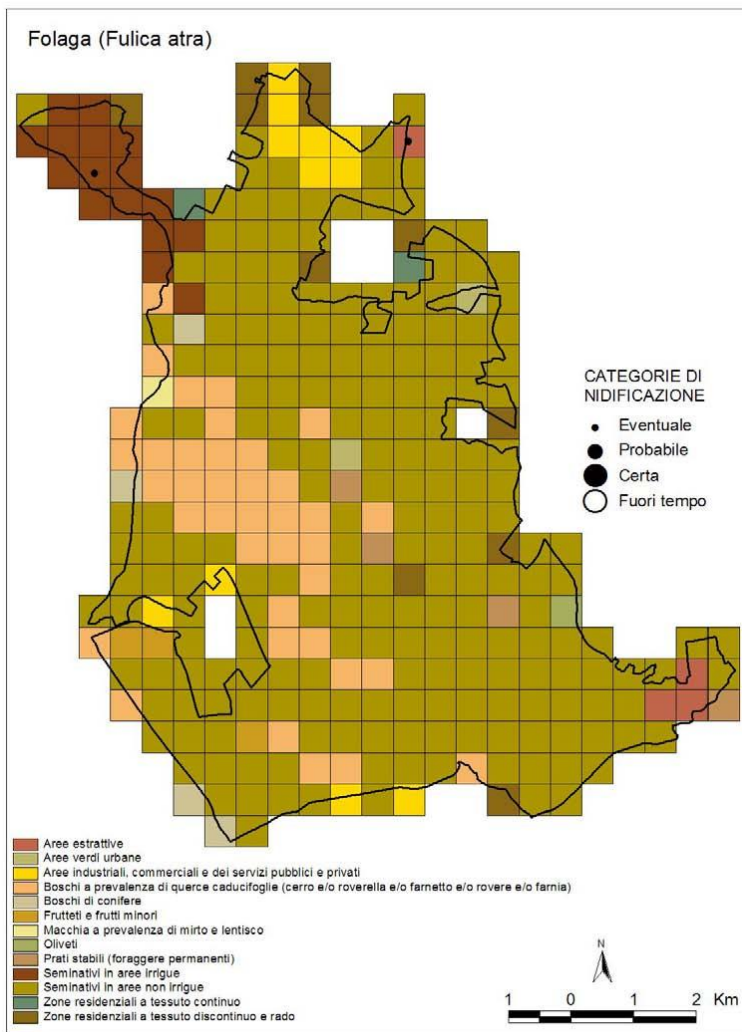 Folaga (Fulica atra)
CATEGORIE DI
NIDIFICAZIONE
Eventuale
Probabile
Certa
Fuori tempo
Aree estrattive
Aree verdi urbane
Aree industriali, commerciali e dei servizi pubblici e privati
Boschi a prevalenza di querce caducifoglie (cerro e/o roverella e/o farnetto e/o rovere e/o farnia)
Boschi di conifere
Frutteti e frutti minori
Macchia a prevalenza di mirto e lentisco
Oliveti
Prati stabili (foraggere permanenti)
Seminativi in aree irrigue
Seminativi in aree non irrigue
Zone residenziali a tessuto continuo
Zone residenziali a tessuto discontinuo e rado
N
1 0 1 2 Km